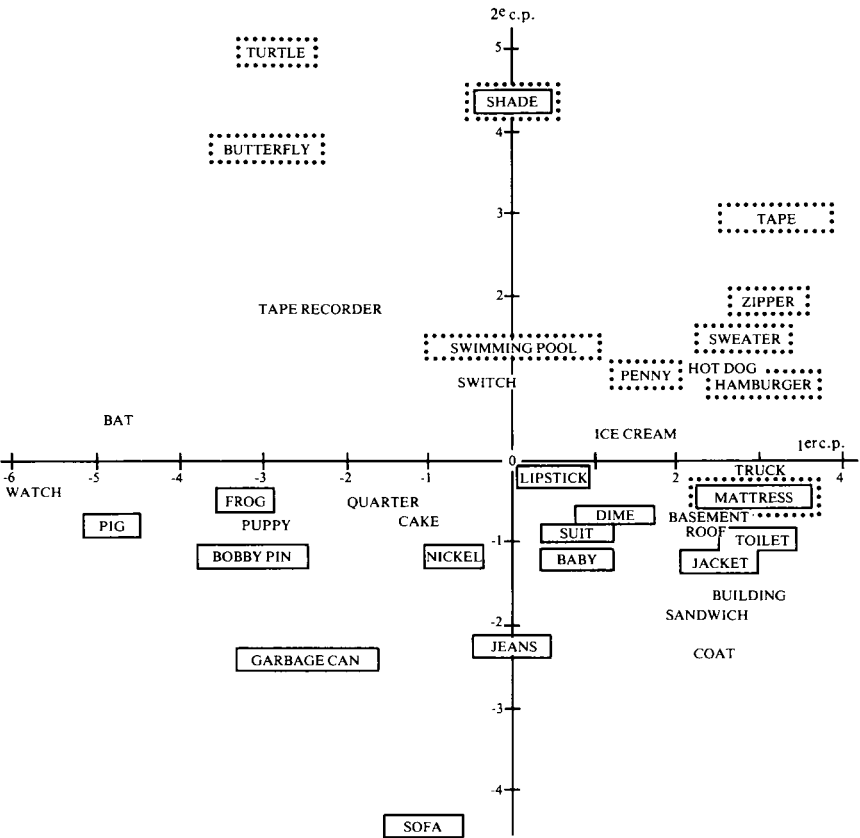 2e c.p.
TURTLE
5
SHADE
4
BUTTERFLY
3
TAPE
2
ZIPPER
TAPE RECORDER
SWEATER
SWIMMING POOL
HOT DOG
PENNY
SWITCH
HAMBURGER
BAT
ICE CREAM
1er c.p.
0
-6 -5 -4 -3 -2 -1 2 4
TRUCK
LIPSTICK
WATCH
MATTRESS
FROG
QUARTER
DIME
BASEMENT
CAKE
PIG
PUPPY
SUIT
ROOF
TOILET
-1
BOBBY PIN
NICKEL
BABY
JACKET
BUILDING
SANDWICH
-2
JEANS
COAT
GARBAGE CAN
-3
-4
SOFA